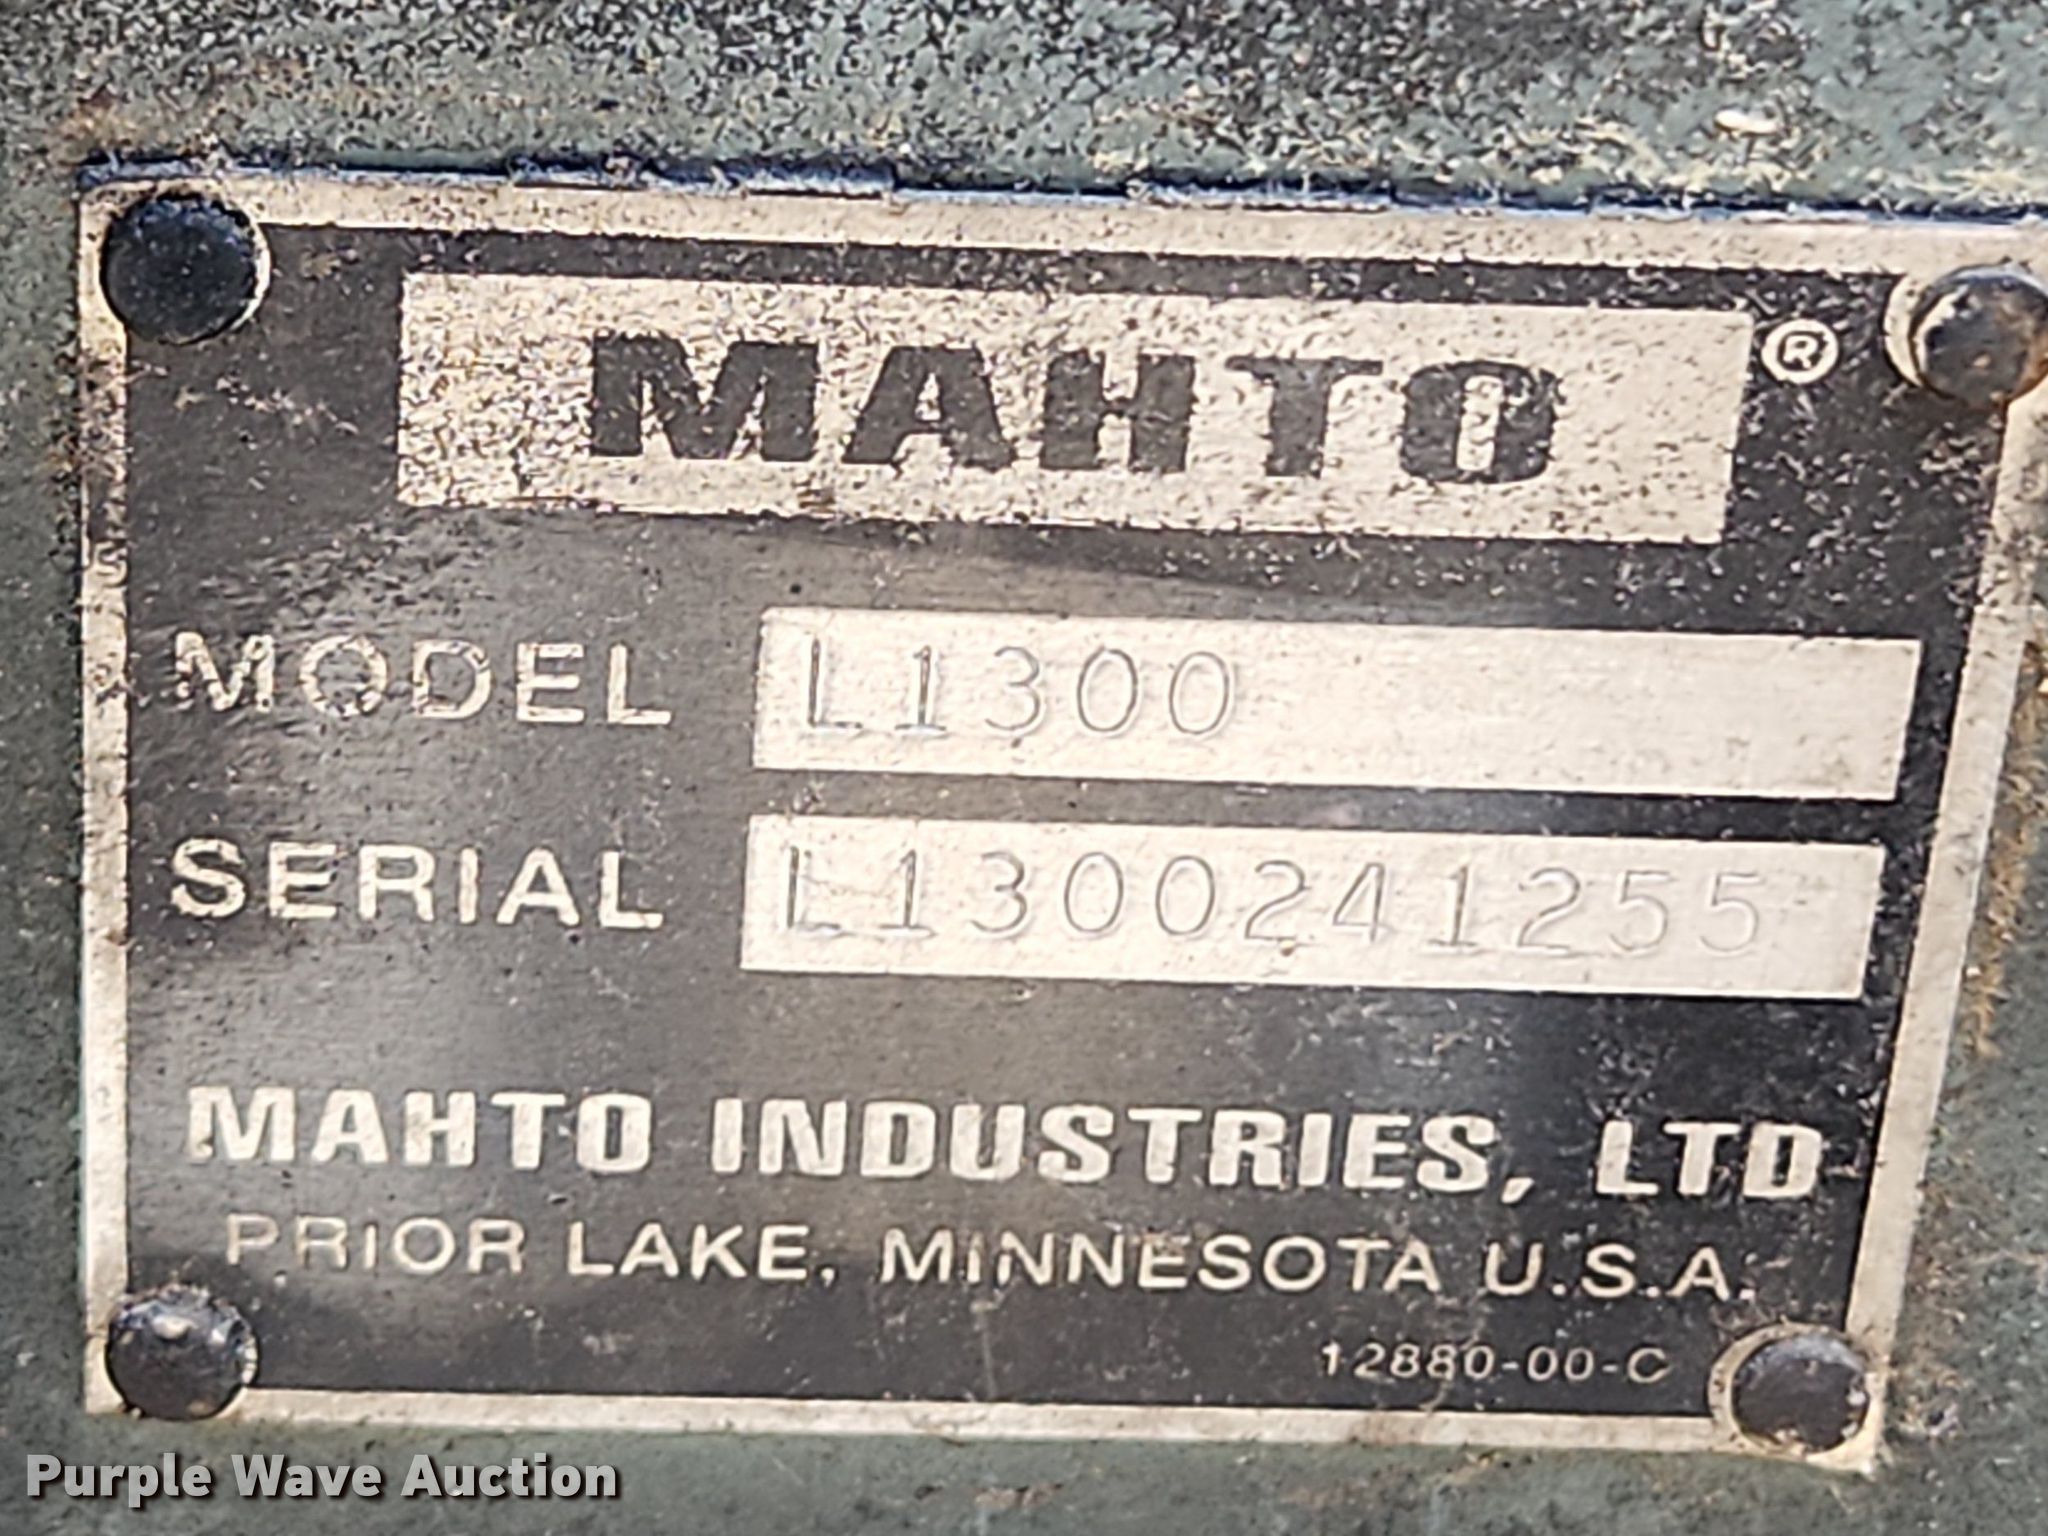 MAHTO ®
MODEL L1300
SERIAL L1300241255
MAHTO INDUSTRIES, LTD
PRIOR LAKE, MINNESOTA U.S.A.
12880-00-C
Purple Wave Auction